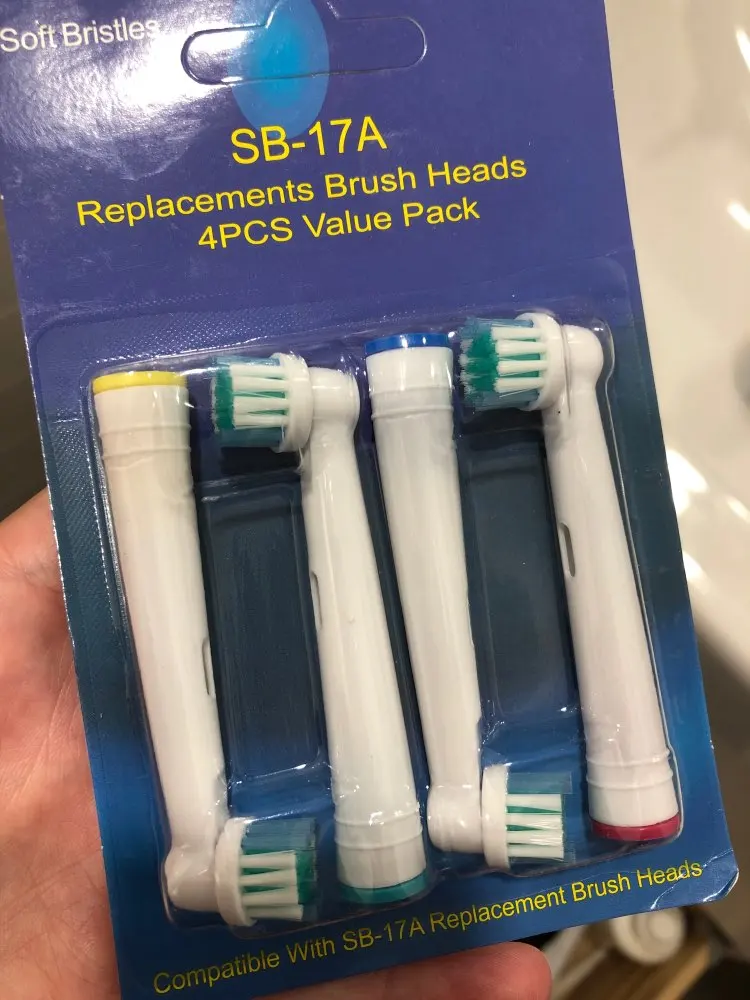 Soft Bristles
SB-17A
Replacements Brush Heads
4PCS Value Pack
Compatible With SB-17A Replacement Brush Heads